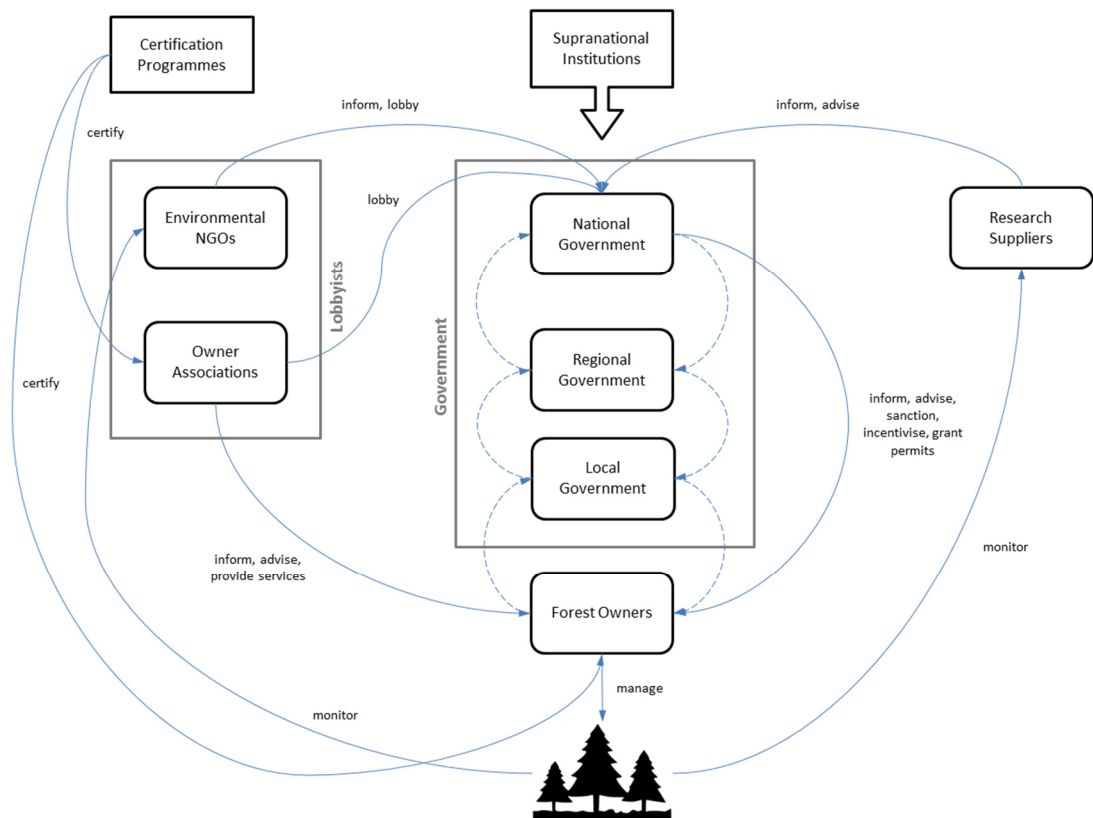 Certification
Programmes
Supranational
Institutions
inform, lobby
inform, advise
certify
lobby
Environmental
NGOs
National
Government
Research
Suppliers
Lobbyists
Owner
Associations
Government
Regional
Government
certify
inform, advise,
sanction,
incentivise, grant
permits
Local
Government
inform, advise,
provide services
monitor
Forest Owners
manage
monitor